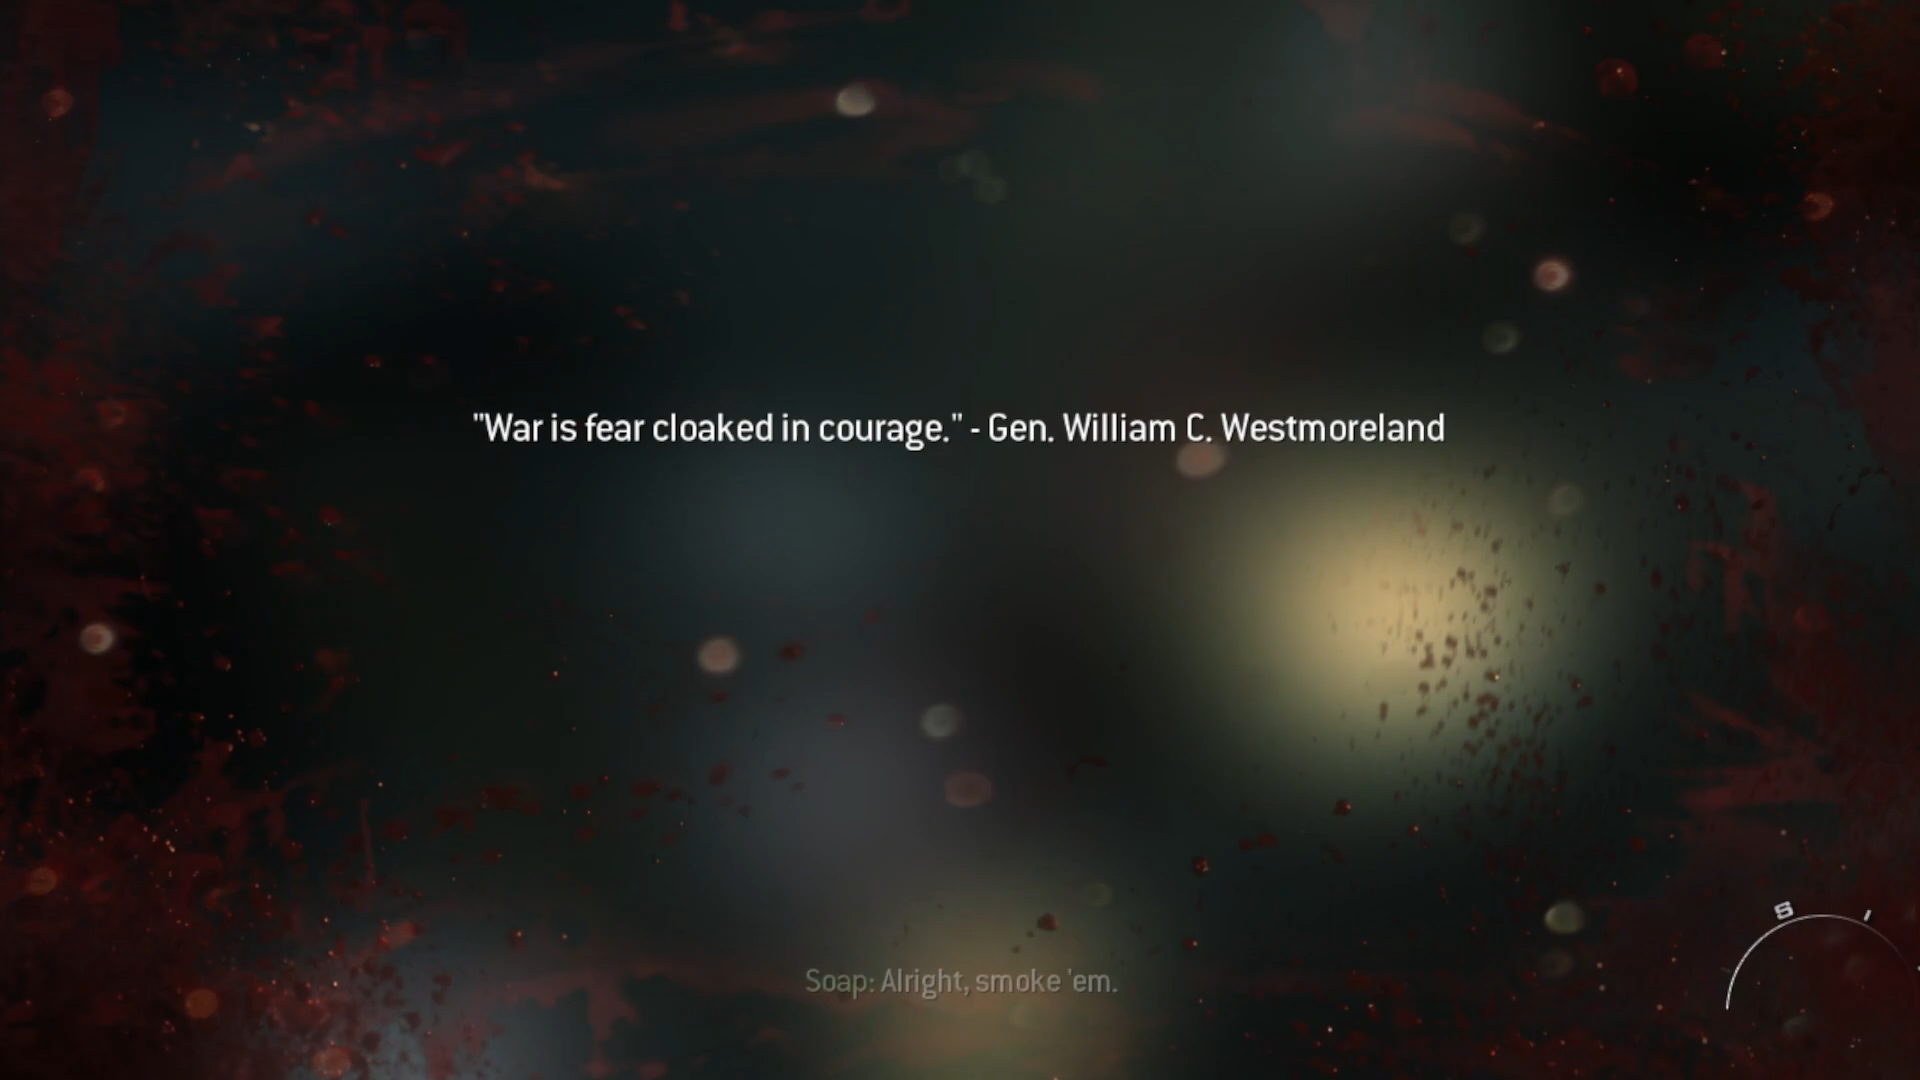 "War is fear cloaked in courage." - Gen. William C. Westmoreland
Soap: Alright, smoke 'em.
S